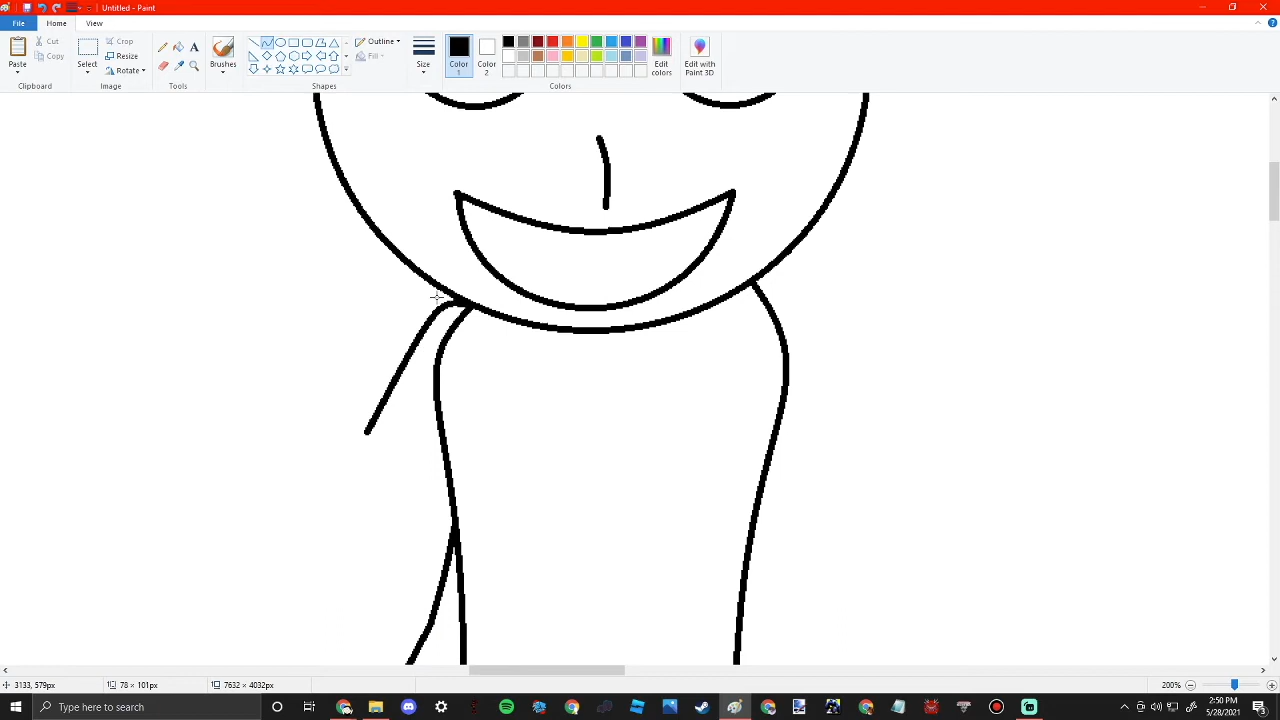 Untitled - Paint
File Home View
Paste
Cut
Copy
Clipboard
Select
Crop
Resize
Rotate
Image
A
Tools
Brushes
Outline
Fill
Shapes
Size
Color
1
Color
2
Edit
colors
Edit with
Paint 3D
Colors
3133, 579px
78 × 101px
7632 × 4032px
200%
Type here to search
2:50 PM
5/28/2021